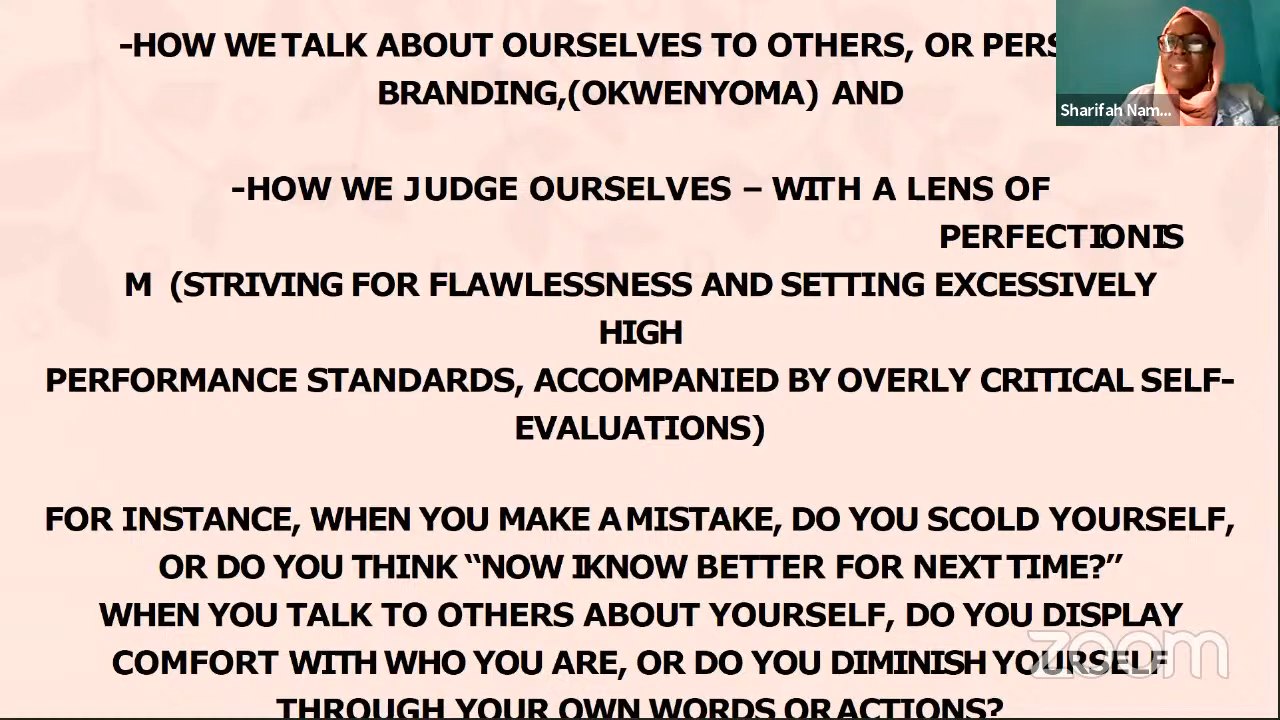 -HOW WE TALK ABOUT OURSELVES TO OTHERS, OR
BRANDING,(OKWENYOMA) AND
Sharifah Nam...
-HOW WE JUDGE OURSELVES – WITH A LENS OF
PERFECTIONIS
M (STRIVING FOR FLAWLESSNESS AND SETTING EXCESSIVELY
HIGH
PERFORMANCE STANDARDS, ACCOMPANIED BY OVERLY CRITICAL SELF-
EVALUATIONS)
FOR INSTANCE, WHEN YOU MAKE A MISTAKE, DO YOU SCOLD YOURSELF,
OR DO YOU THINK “NOW I KNOW BETTER FOR NEXT TIME?”
WHEN YOU TALK TO OTHERS ABOUT YOURSELF, DO YOU DISPLAY
COMFORT WITH WHO YOU ARE, OR DO YOU DIMINISH YOURSELF
zoom
THROUGH YOUR OWN WORDS OR ACTIONS?